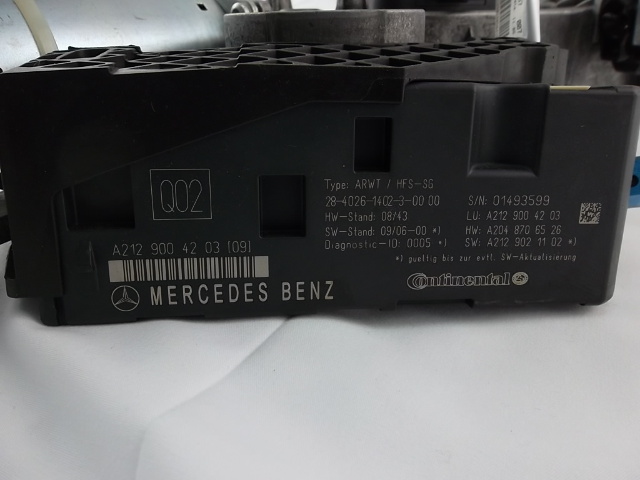 Q02
A212 900 42 03 [09]
MERCEDES BENZ
Type: ARWT / HFS-SG
28-4026-1402-3-00 00
HW-Stand: 08/43
SW-Stand: 09/06-00 *)
Diagnostic-ID: 0005 *)
S/N: 01493599
LU: A212 900 42 03
HW: A204 870 65 26
SW: A212 902 11 02 *)
*) gueltig bis zur evtl. SW-Aktualisierung
Continental